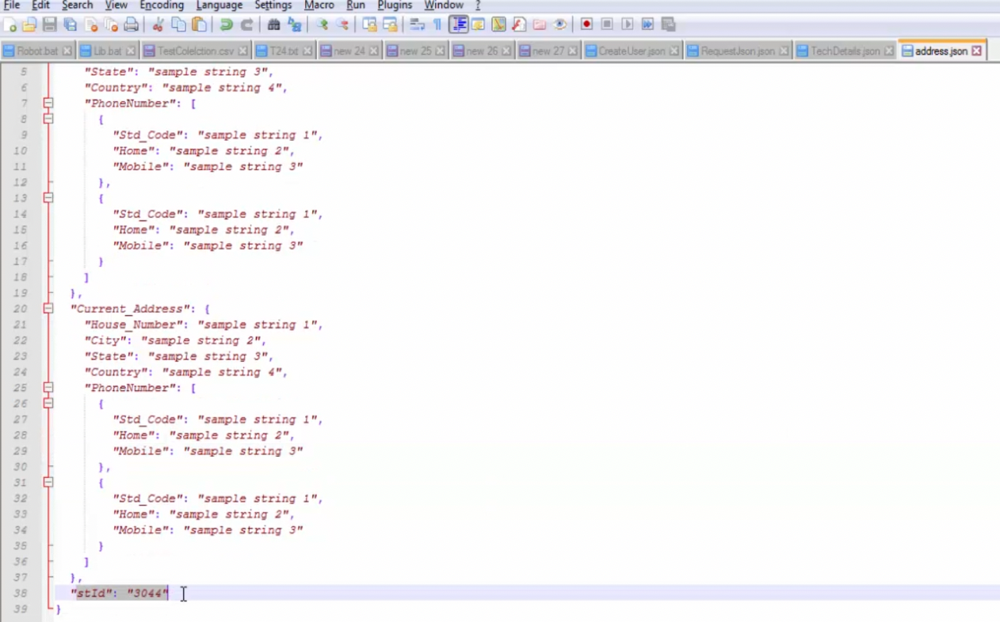 File Edit Search View Encoding Language Settings Macro Run Plugins Window ?
Robot.bat Lib.bat TestColelction.csv T24.txt new 24 new 25 new 26 new 27 CreateUser.json RequestJson.json TechDetails.json address.json
5 "State": "sample string 3",
6 "Country": "sample string 4",
7 "PhoneNumber": [
8 {
9 "Std_Code": "sample string 1",
10 "Home": "sample string 2",
11 "Mobile": "sample string 3"
12 },
13 {
14 "Std_Code": "sample string 1",
15 "Home": "sample string 2",
16 "Mobile": "sample string 3"
17 }
18 ]
19 },
20 "Current_Address": {
21 "House_Number": "sample string 1",
22 "City": "sample string 2",
23 "State": "sample string 3",
24 "Country": "sample string 4",
25 "PhoneNumber": [
26 {
27 "Std_Code": "sample string 1",
28 "Home": "sample string 2",
29 "Mobile": "sample string 3"
30 },
31 {
32 "Std_Code": "sample string 1",
33 "Home": "sample string 2",
34 "Mobile": "sample string 3"
35 }
36 ]
37 },
38 "stId": "3044"
39 }